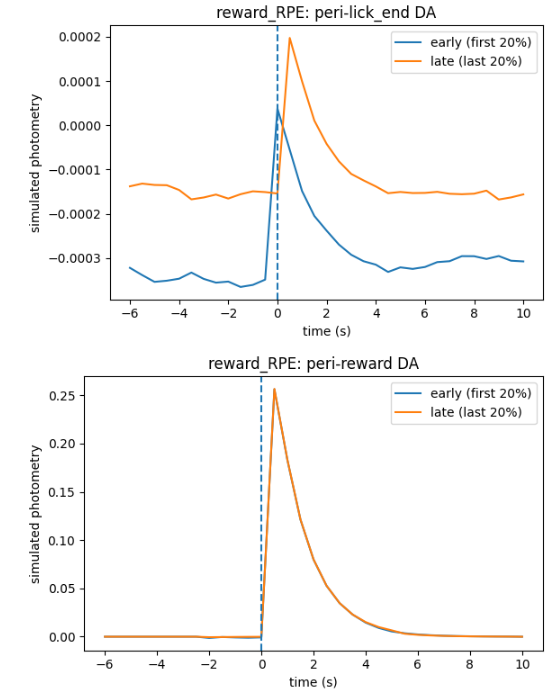 reward_RPE: peri-lick_end DA
0.0002
0.0001
0.0000
−0.0001
−0.0002
−0.0003
simulated photometry
early (first 20%)
late (last 20%)
−6 −4 −2 0 2 4 6 8 10
time (s)
reward_RPE: peri-reward DA
0.25
0.20
0.15
0.10
0.05
0.00
simulated photometry
early (first 20%)
late (last 20%)
−6 −4 −2 0 2 4 6 8 10
time (s)